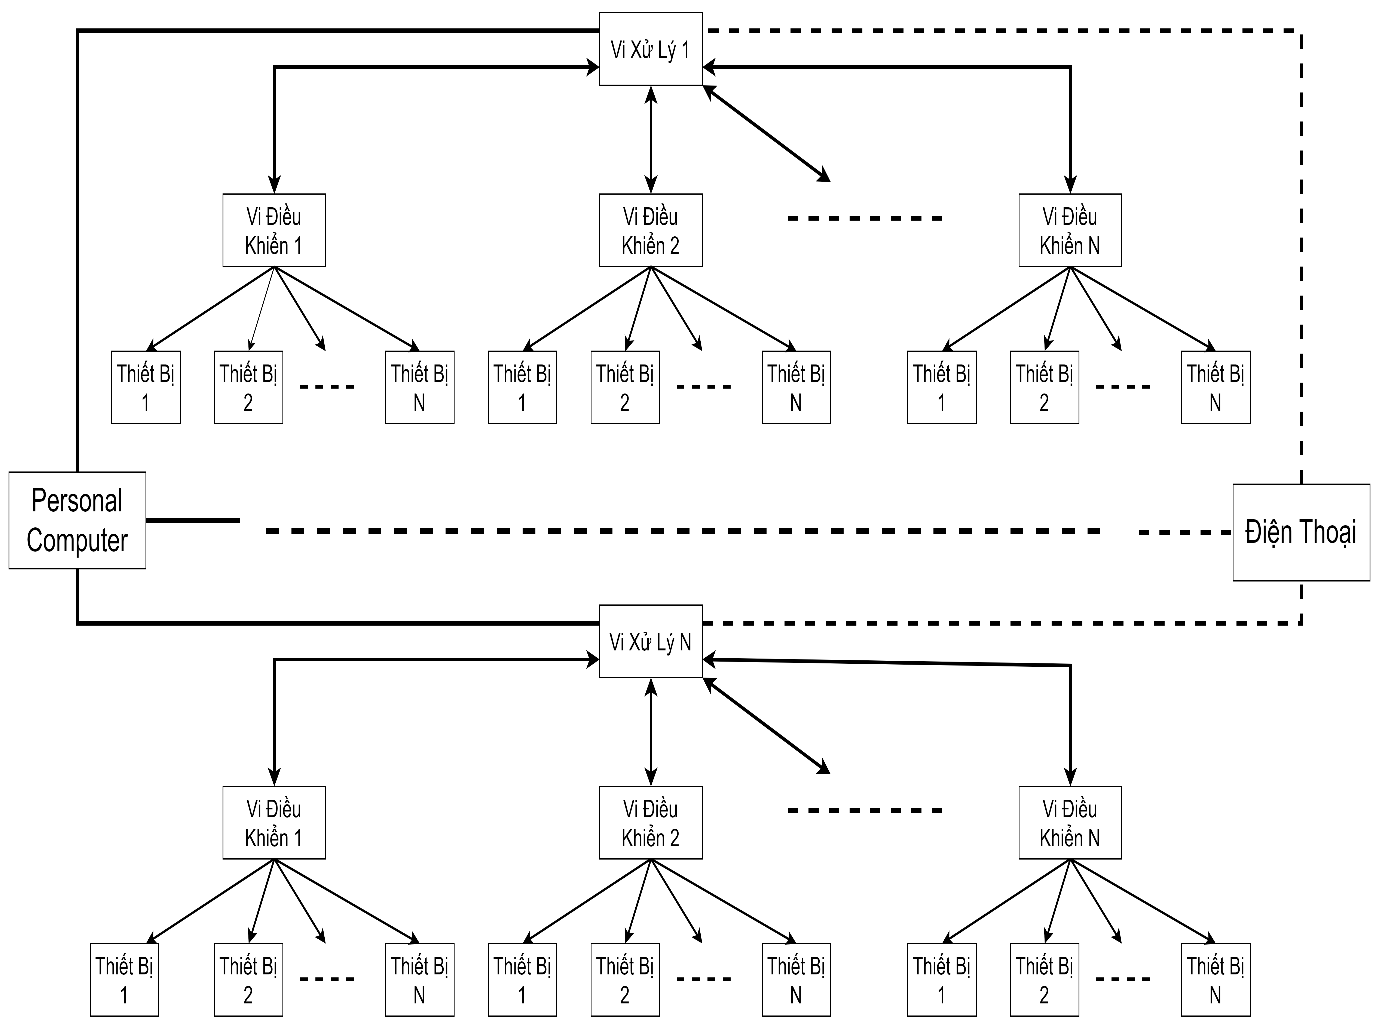 Vi Xử Lý 1
Vi Điều
Khiển 1
Vi Điều
Khiển 2
Vi Điều
Khiển N
Thiết Bị
1
Thiết Bị
2
Thiết Bị
N
Thiết Bị
1
Thiết Bị
2
Thiết Bị
N
Thiết Bị
1
Thiết Bị
2
Thiết Bị
N
Personal
Computer
Điện Thoại
Vi Xử Lý N
Vi Điều
Khiển 1
Vi Điều
Khiển 2
Vi Điều
Khiển N
Thiết Bị
1
Thiết Bị
2
Thiết Bị
N
Thiết Bị
1
Thiết Bị
2
Thiết Bị
N
Thiết Bị
1
Thiết Bị
2
Thiết Bị
N